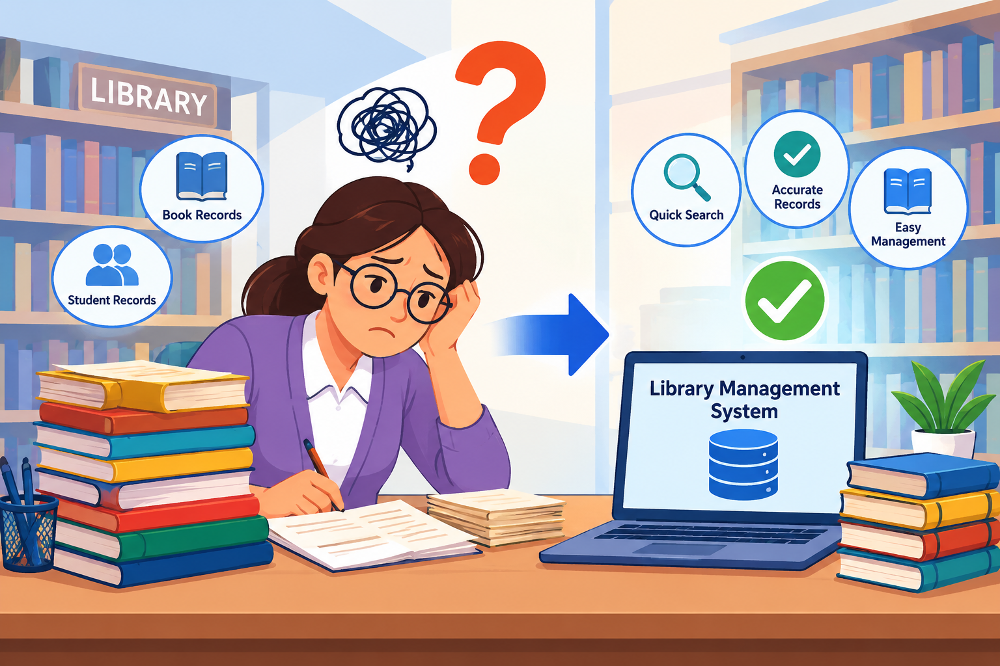 LIBRARY
Book Records
Student Records
?
Quick Search
Accurate
Records
Easy
Management
Library Management
System